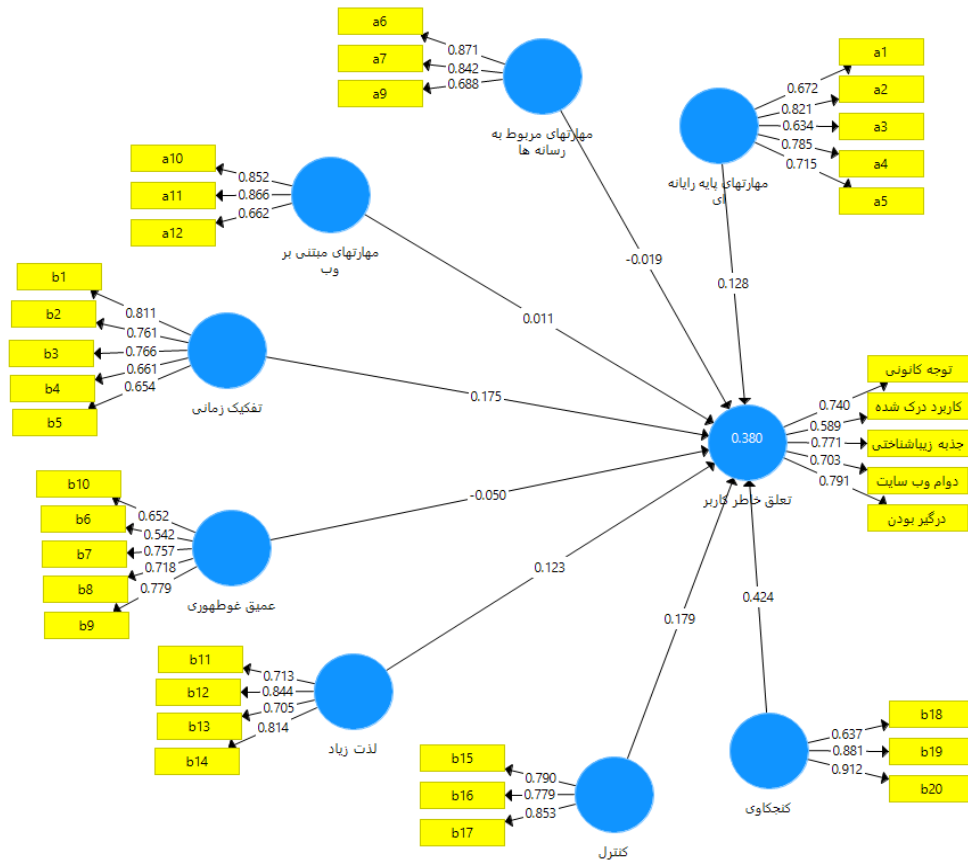 a6
a7
a9
0.871
0.842
0.688
مهارتهای مربوط به
رسانه ها
a1
a2
a3
a4
a5
0.672
0.821
0.634
0.785
0.715
مهارتهای پایه رایانه
ای
a10
a11
a12
0.852
0.866
0.662
مهارتهای مبتنی بر
وب
-0.019
0.128
0.011
b1
b2
b3
b4
b5
0.811
0.761
0.766
0.661
0.654
تفکیک زمانی
0.175
0.380
تعلق خاطر کاربر
0.740
0.589
0.771
0.703
0.791
توجه کانونی
کاربرد درک شده
جذبه زیباشناختی
دوام وب سایت
درگیر بودن
b10
b6
b7
b8
b9
0.652
0.542
0.757
0.718
0.779
عمیق غوطهوری
-0.050
0.123
0.179
0.424
b11
b12
b13
b14
0.713
0.844
0.705
0.814
لذت زیاد
b15
b16
b17
0.790
0.779
0.853
کنترل
b18
b19
b20
0.637
0.881
0.912
کنجکاوی